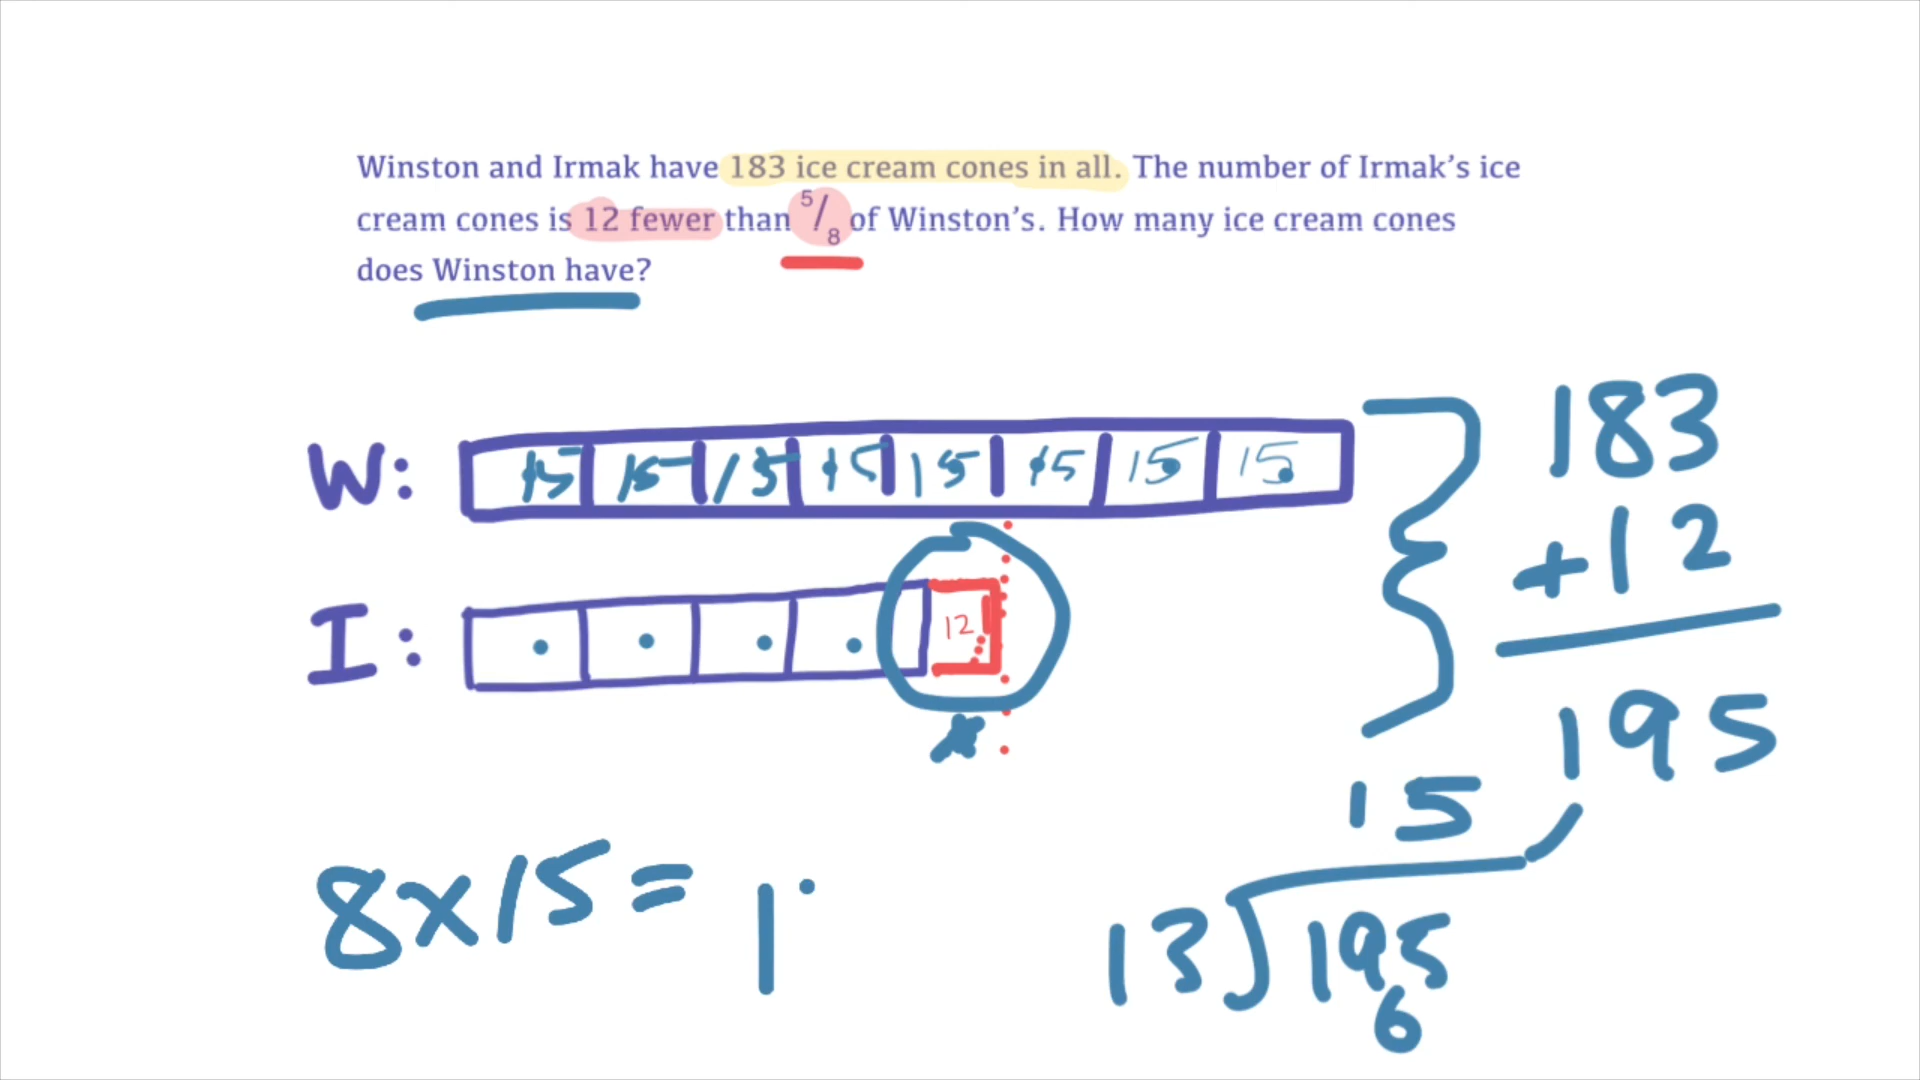 Winston and Irmak have 183 ice cream cones in all. The number of Irmak’s ice
cream cones is 12 fewer than 5/8 of Winston’s. How many ice cream cones
does Winston have?
W: 15 15 15 15 15 15 15 15
I: 12
183
+12
195
15
13 195
6
8x15= 1